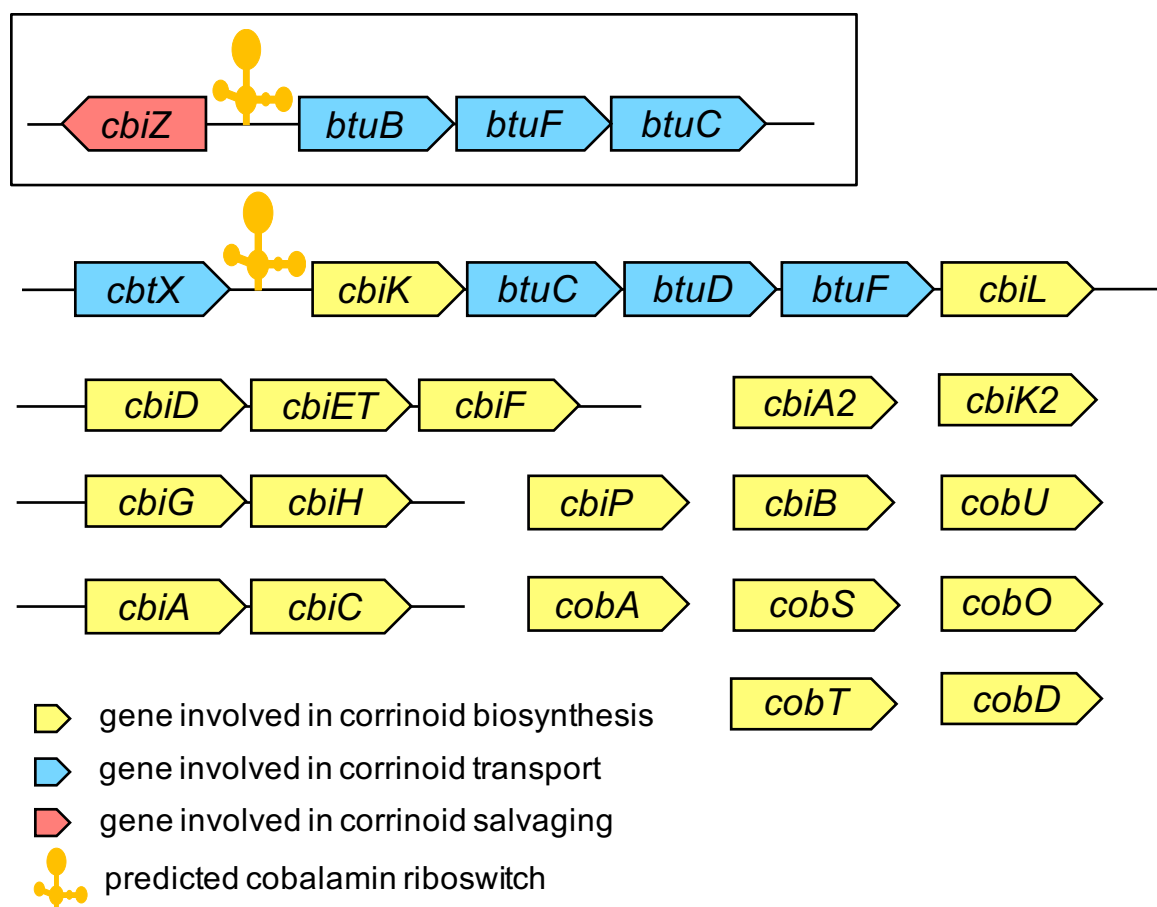 cbiZ btuB btuF btuC
cbtX cbiK btuC btuD btuF cbiL
cbiD cbiET cbiF cbiA2 cbiK2
cbiG cbiH cbiP cbiB cobU
cbiA cbiC cobA cobS cobO
cobT cobD
gene involved in corrinoid biosynthesis
gene involved in corrinoid transport
gene involved in corrinoid salvaging
predicted cobalamin riboswitch